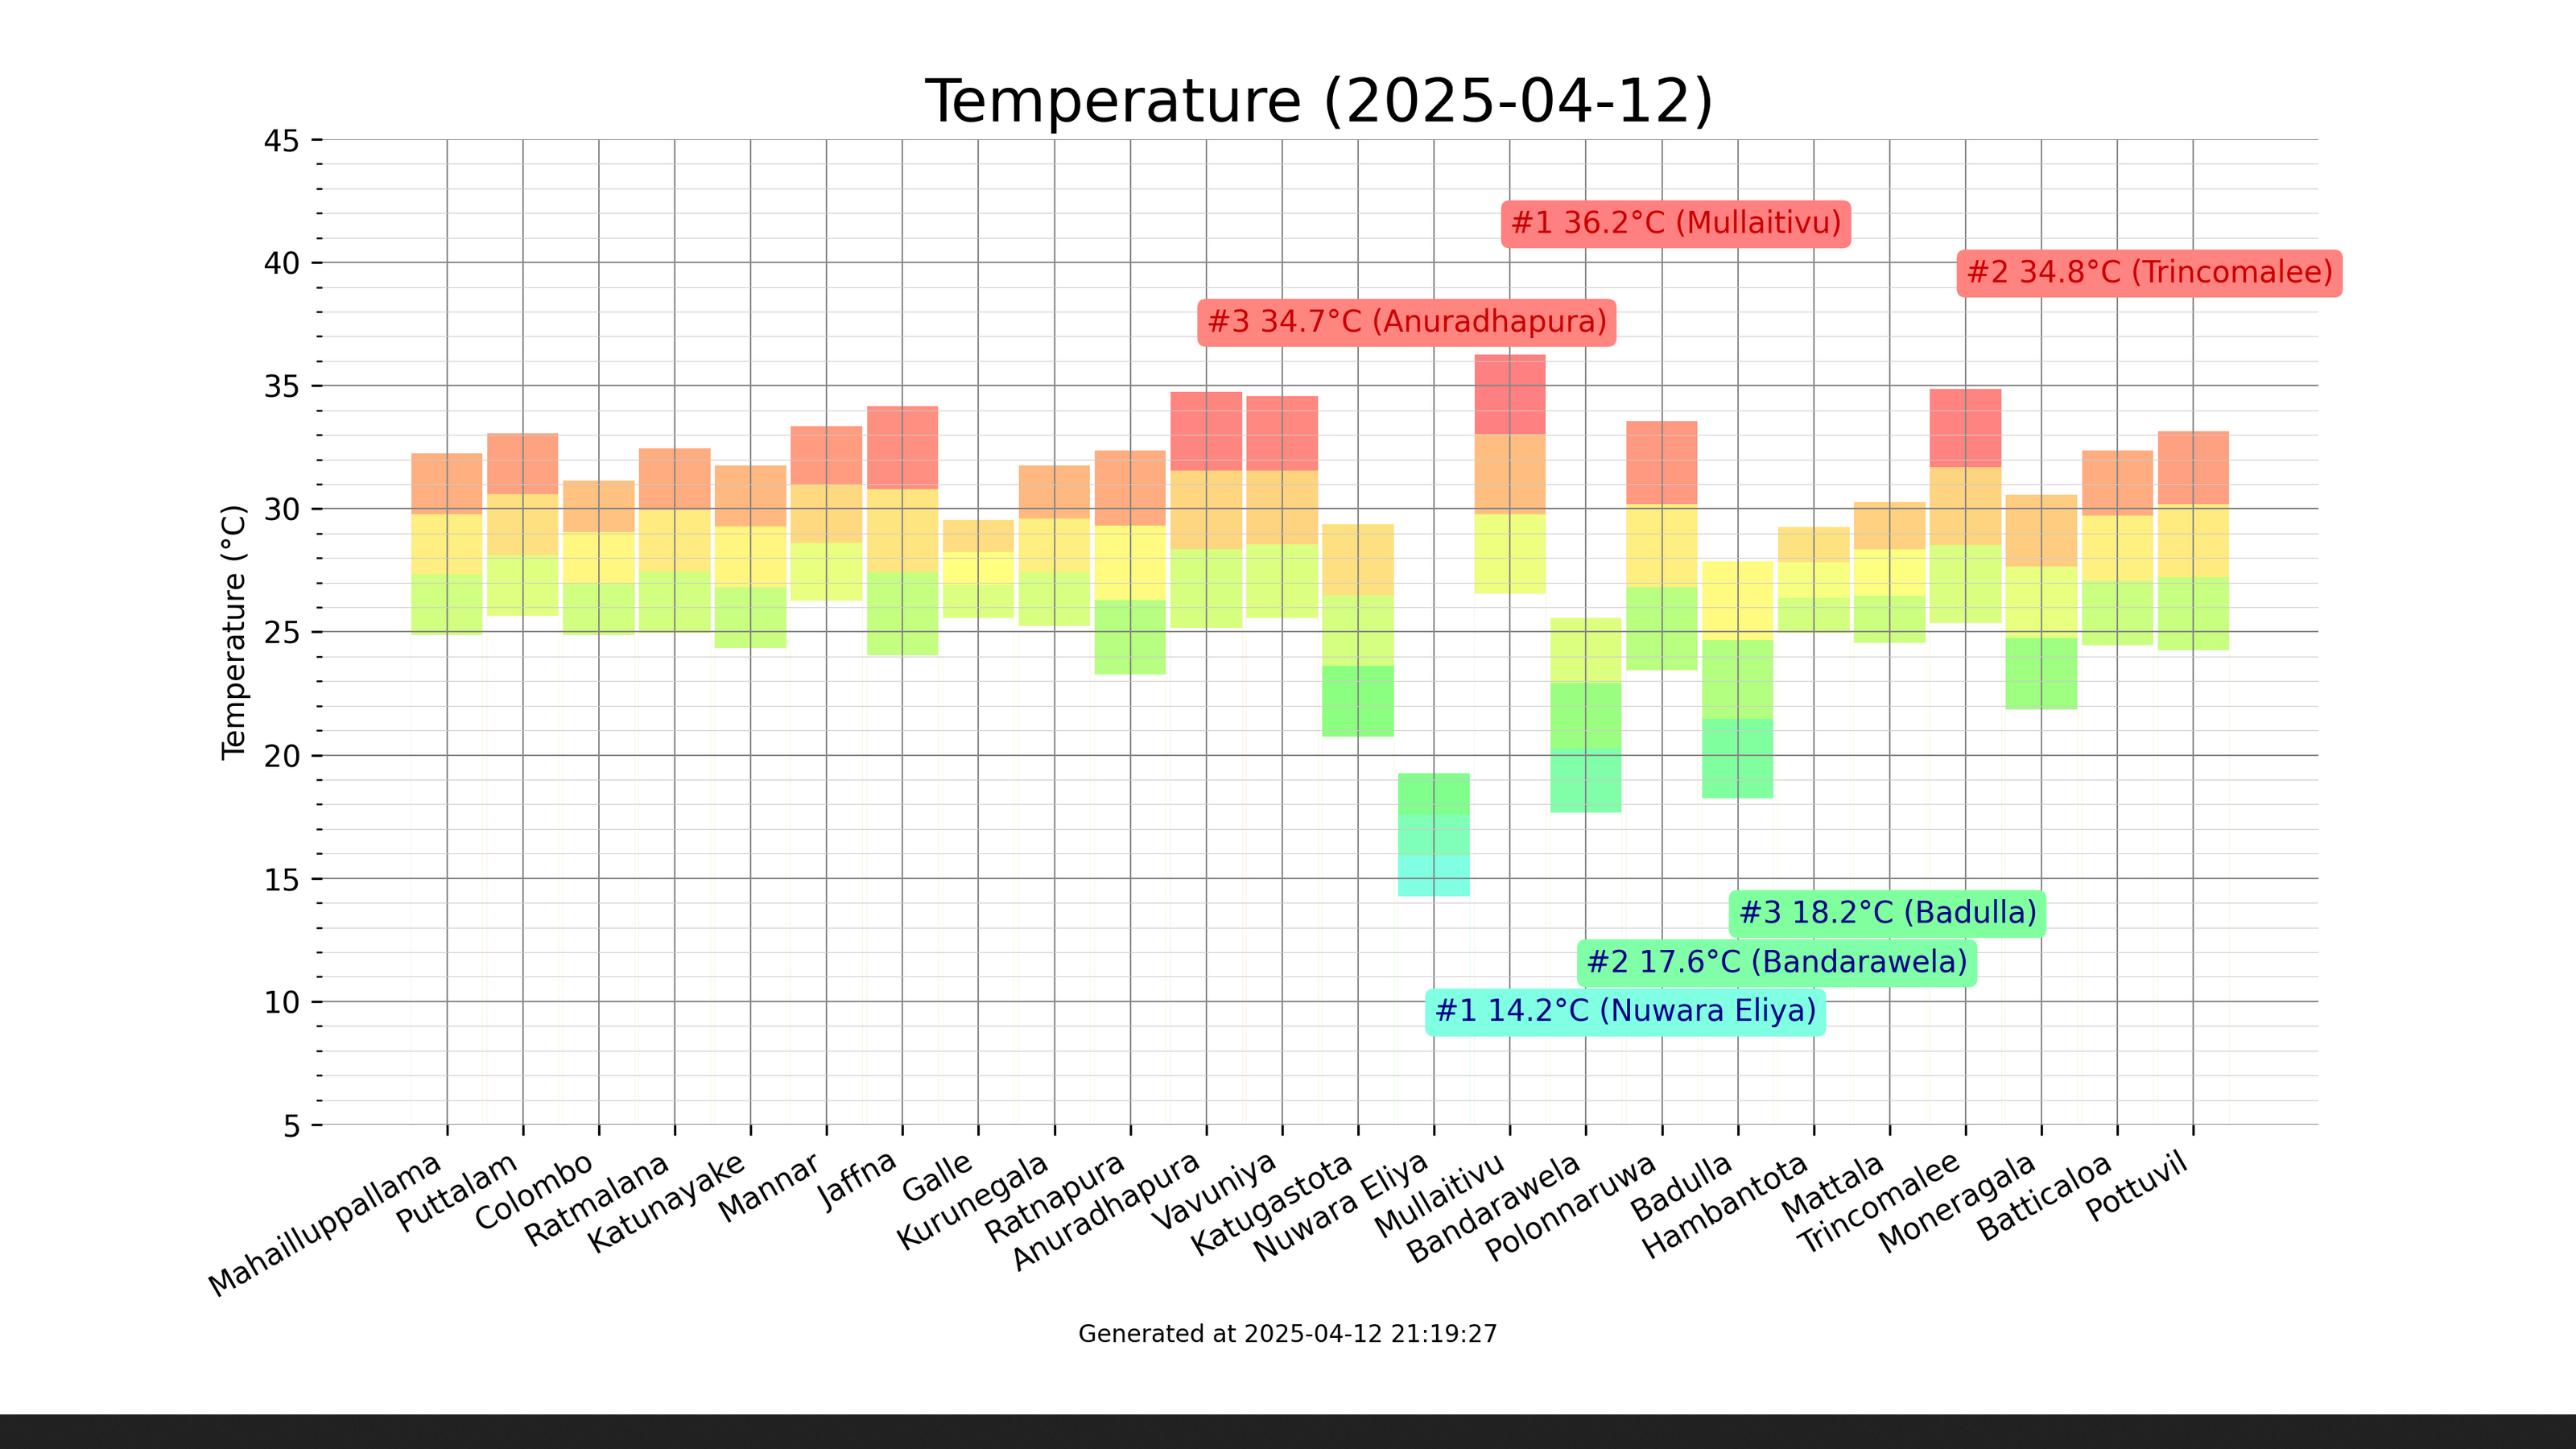 Temperature (2025-04-12)
45
40
35
30
25
20
15
10
5
Temperature (°C)
#1 36.2°C (Mullaitivu)
#2 34.8°C (Trincomalee)
#3 34.7°C (Anuradhapura)
#3 18.2°C (Badulla)
#2 17.6°C (Bandarawela)
#1 14.2°C (Nuwara Eliya)
Mahailluppallama
Puttalam
Colombo
Ratmalana
Katunayake
Mannar
Jaffna
Galle
Kurunegala
Ratnapura
Anuradhapura
Vavuniya
Katugastota
Nuwara Eliya
Mullaitivu
Bandarawela
Polonnaruwa
Badulla
Hambantota
Mattala
Trincomalee
Moneragala
Batticaloa
Pottuvil
Generated at 2025-04-12 21:19:27